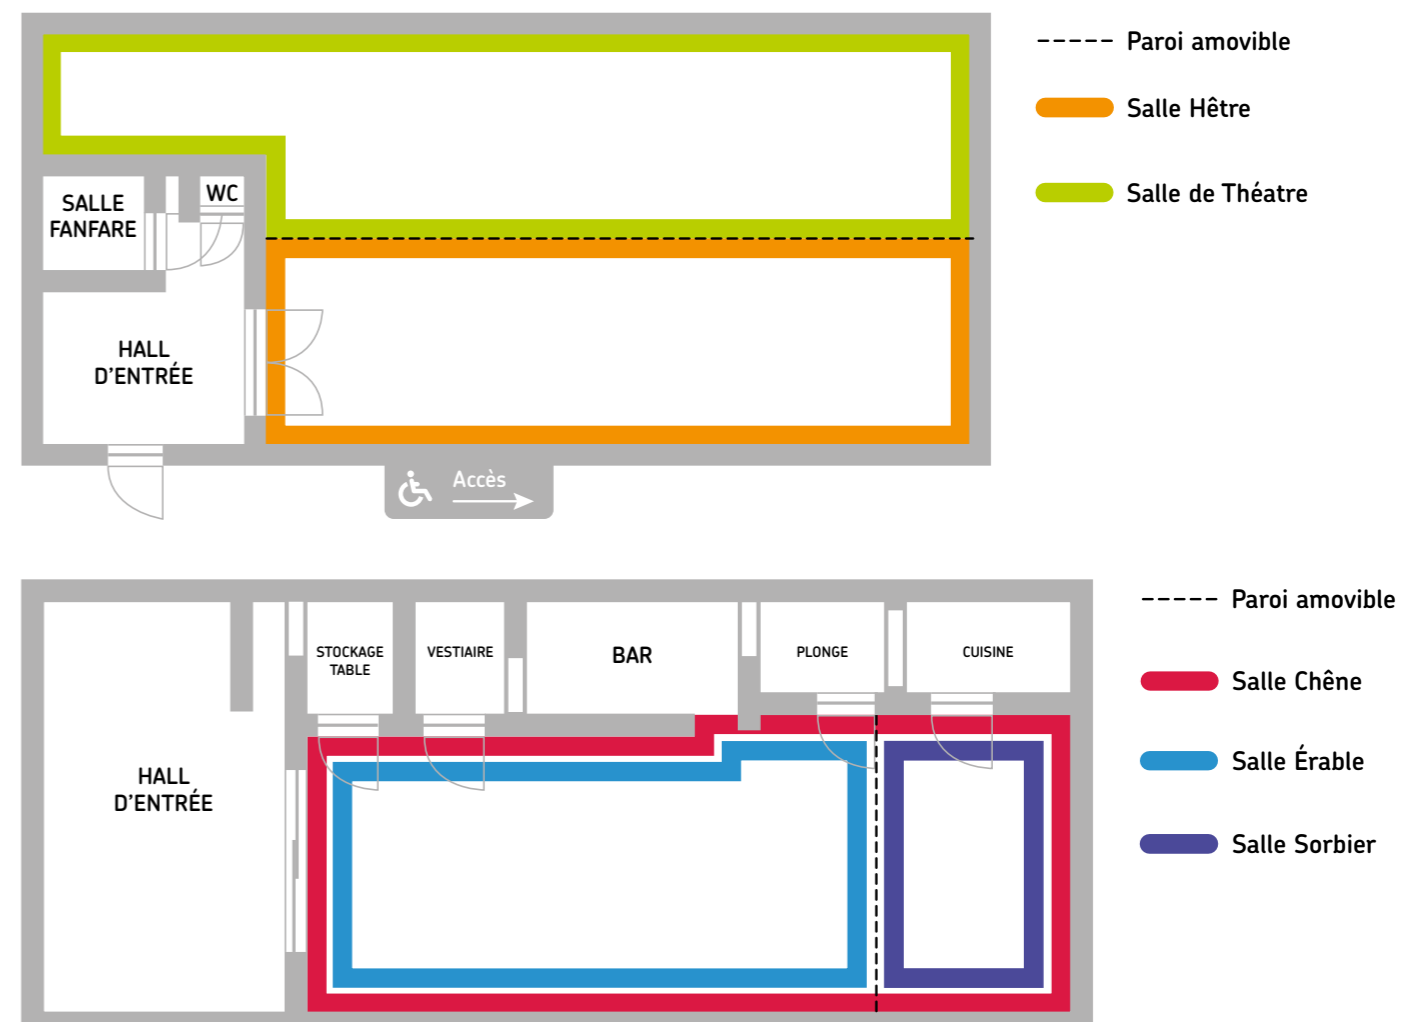 Paroi amovible
Salle Hêtre
Salle de Théatre
SALLE
FANFARE
WC
HALL
D'ENTRÉE
Accès
Paroi amovible
Salle Chêne
Salle Érable
Salle Sorbier
STOCKAGE
TABLE
VESTIAIRE
BAR
PLONGE
CUISINE
HALL
D'ENTRÉE